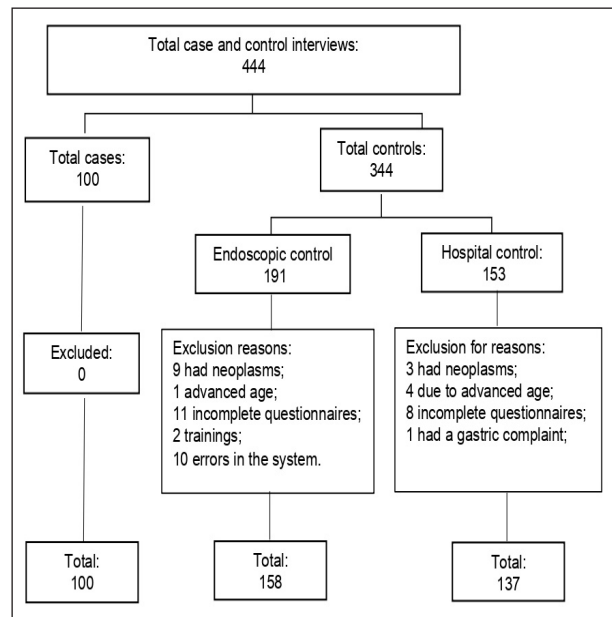 Total case and control interviews:
444
Total cases:
100
Total controls:
344
Endoscopic control
191
Hospital control:
153
Excluded:
0
Exclusion reasons:
9 had neoplasms;
1 advanced age;
11 incomplete questionnaires;
2 trainings;
10 errors in the system.
Exclusion for reasons:
3 had neoplasms;
4 due to advanced age;
8 incomplete questionnaires;
1 had a gastric complaint;
Total:
100
Total:
158
Total:
137